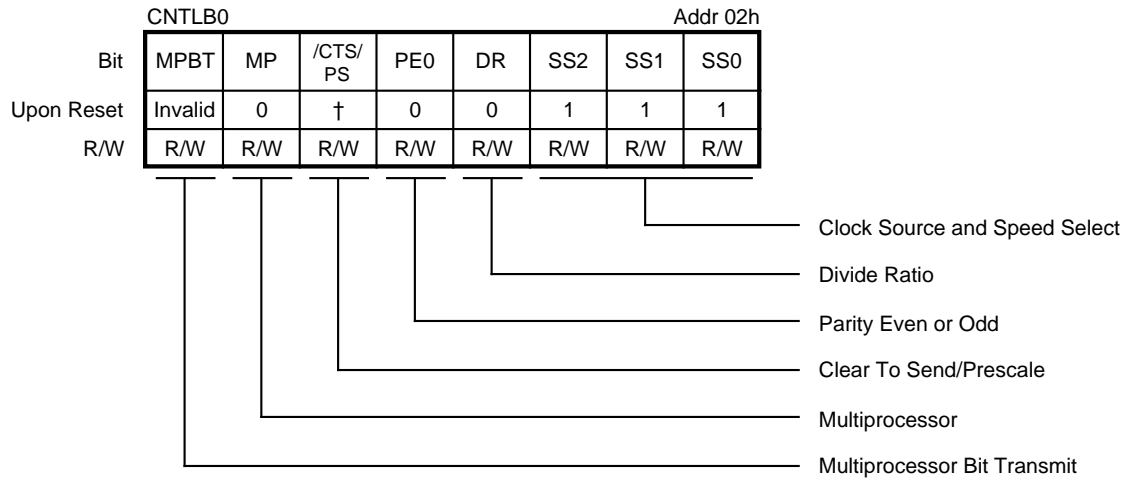 CNTLB0 Addr 02h
Bit MPBT MP /CTS/ PS PE0 DR SS2 SS1 SS0
Upon Reset Invalid 0 † 0 0 1 1 1
R/W R/W R/W R/W R/W R/W R/W R/W R/W
Clock Source and Speed Select
Divide Ratio
Parity Even or Odd
Clear To Send/Prescale
Multiprocessor
Multiprocessor Bit Transmit